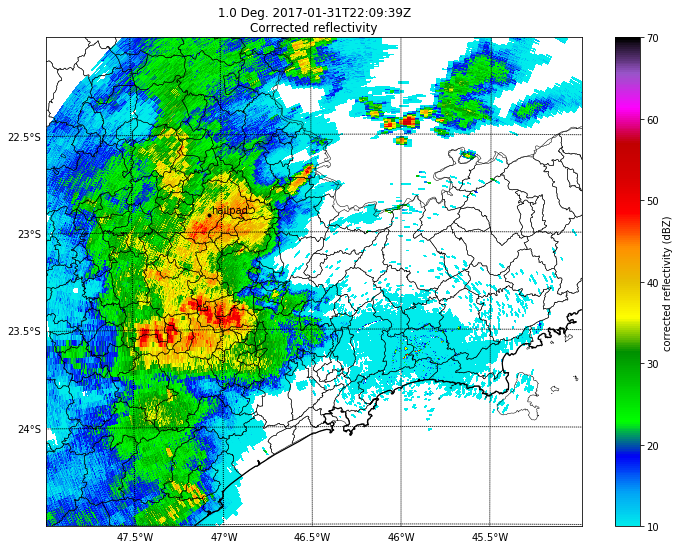 1.0 Deg. 2017-01-31T22:09:39Z
Corrected reflectivity
22.5°S
23°S
23.5°S
24°S
47.5°W
47°W
46.5°W
46°W
45.5°W
hailpad
70
60
50
40
30
20
10
corrected reflectivity (dBZ)